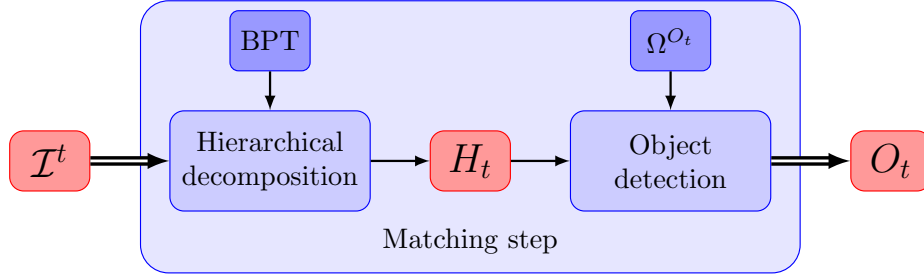 BPT
Ω^{O_t}
𝓘^t
Hierarchical
decomposition
H_t
Object
detection
O_t
Matching step